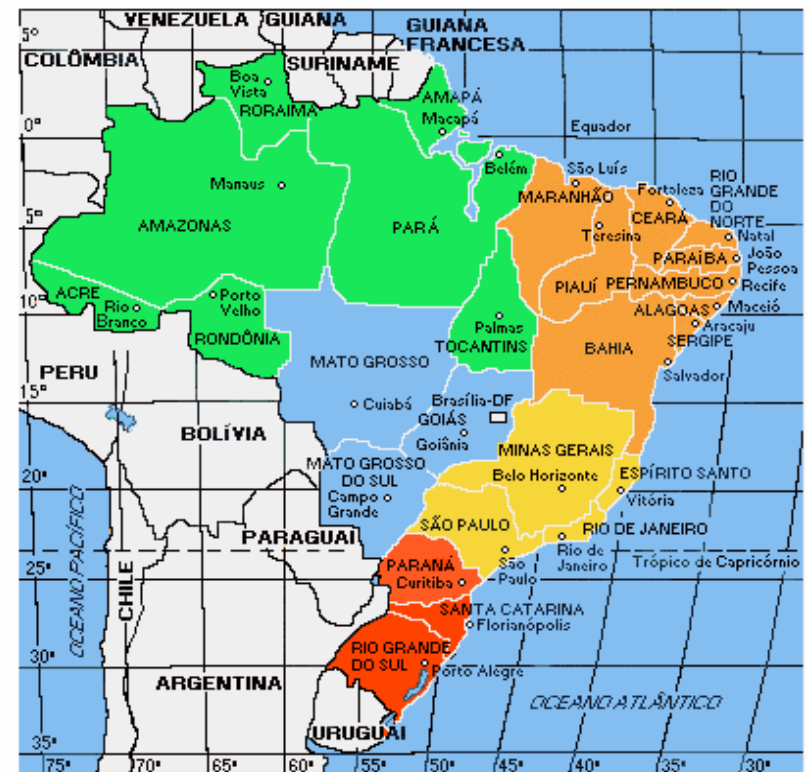 VENEZUELA
GUIANA
GUIANA
FRANCESA
5°
COLÔMBIA
SURINAME
Boa
Vista
RORAIMA
AMAPÁ
Macapá
Equador
0°
Belém
São Luís
RIO
GRANDE
DO
NORTE
Manaus
MARANHÃO
Fortaleza
CEARÁ
AMAZONAS
PARÁ
5°
Teresina
Natal
PARAÍBA
João
Pessoa
PIAUÍ
PERNAMBUCO
Recife
ACRE
Rio
Branco
Porto
Velho
10°
ALAGOAS
Maceió
Aracaju
SERGIPE
RONDÔNIA
Palmas
TOCANTINS
BAHIA
MATO GROSSO
Salvador
PERU
15°
Cuiabá
Brasília-DF
GOIÁS
Goiânia
BOLÍVIA
MINAS GERAIS
MATO GROSSO
DO SUL
Campo
Grande
Belo Horizonte
ESPÍRITO SANTO
Vitória
20°
SÃO PAULO
RIO DE JANEIRO
PARAGUAI
Rio de
Janeiro
São
Paulo
Trópico de Capricórnio
OCEANO PACÍFICO
CHILE
PARANÁ
Curitiba
25°
SANTA CATARINA
Florianópolis
RIO GRANDE
DO SUL
Porto Alegre
30°
ARGENTINA
OCEANO ATLÂNTICO
URUGUAI
35°
75°
70°
65°
60°
55°
50°
45°
40°
35°
30°